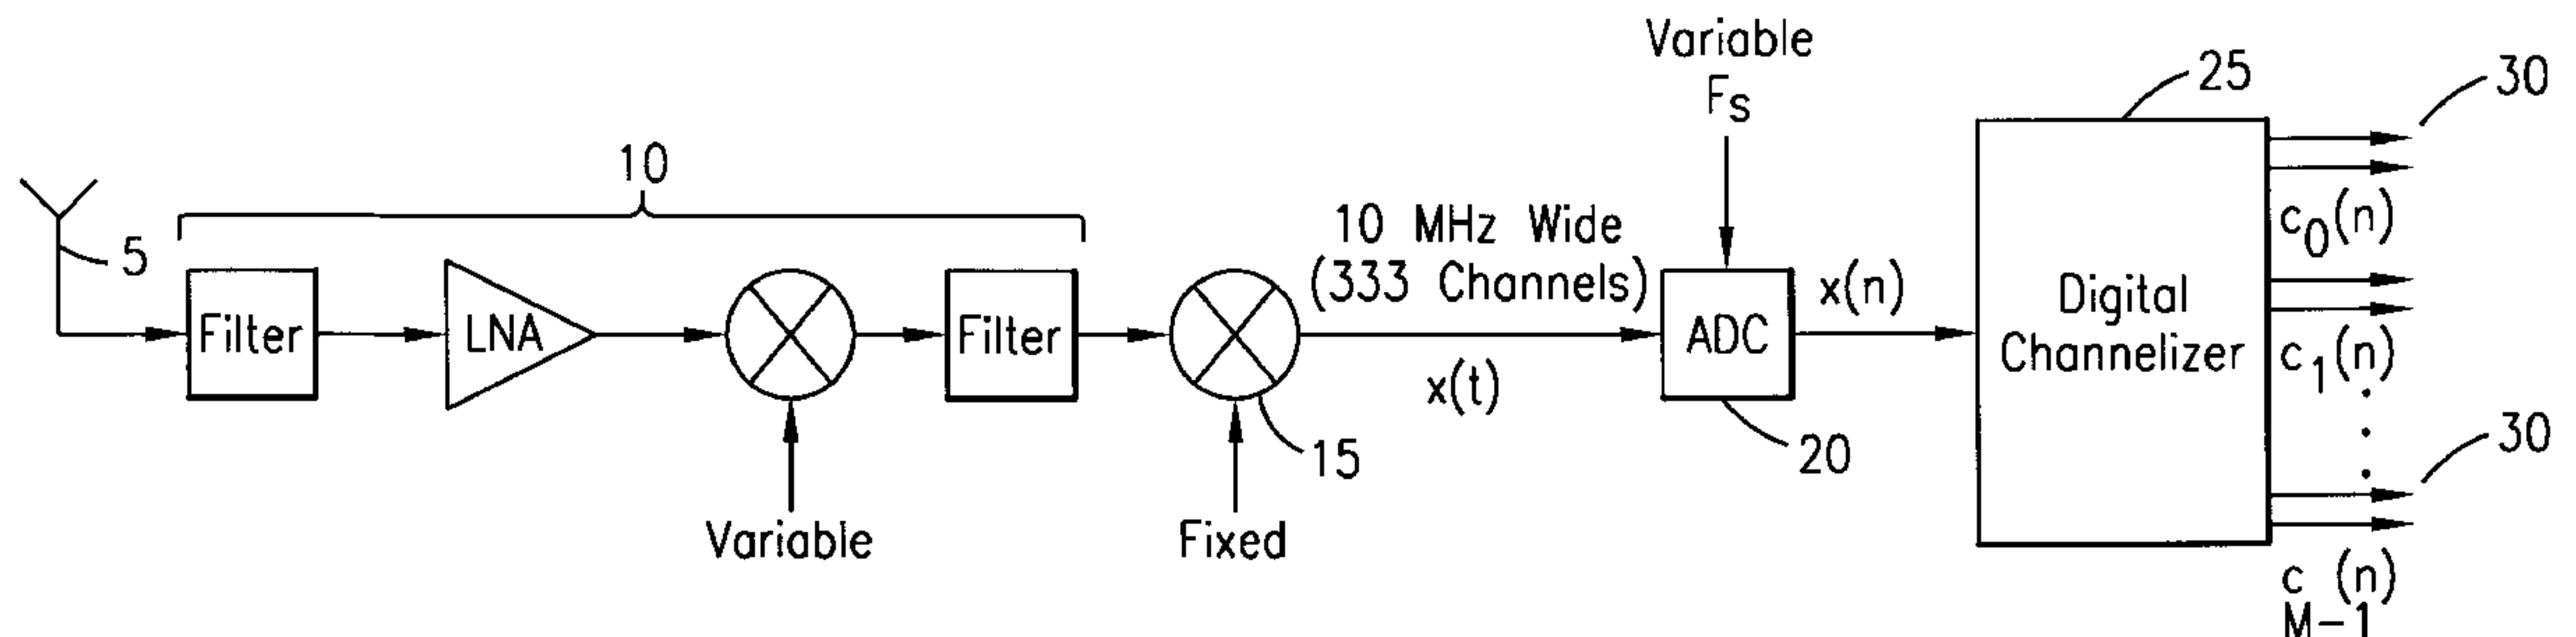 Variable
Fs
25
30
10
5
10 MHz Wide
(333 Channels)
x(n)
c0(n)
Filter
LNA
Filter
ADC
Digital
Channelizer
x(t)
c1(n)
15
20
30
Variable
Fixed
c (n)
M-1